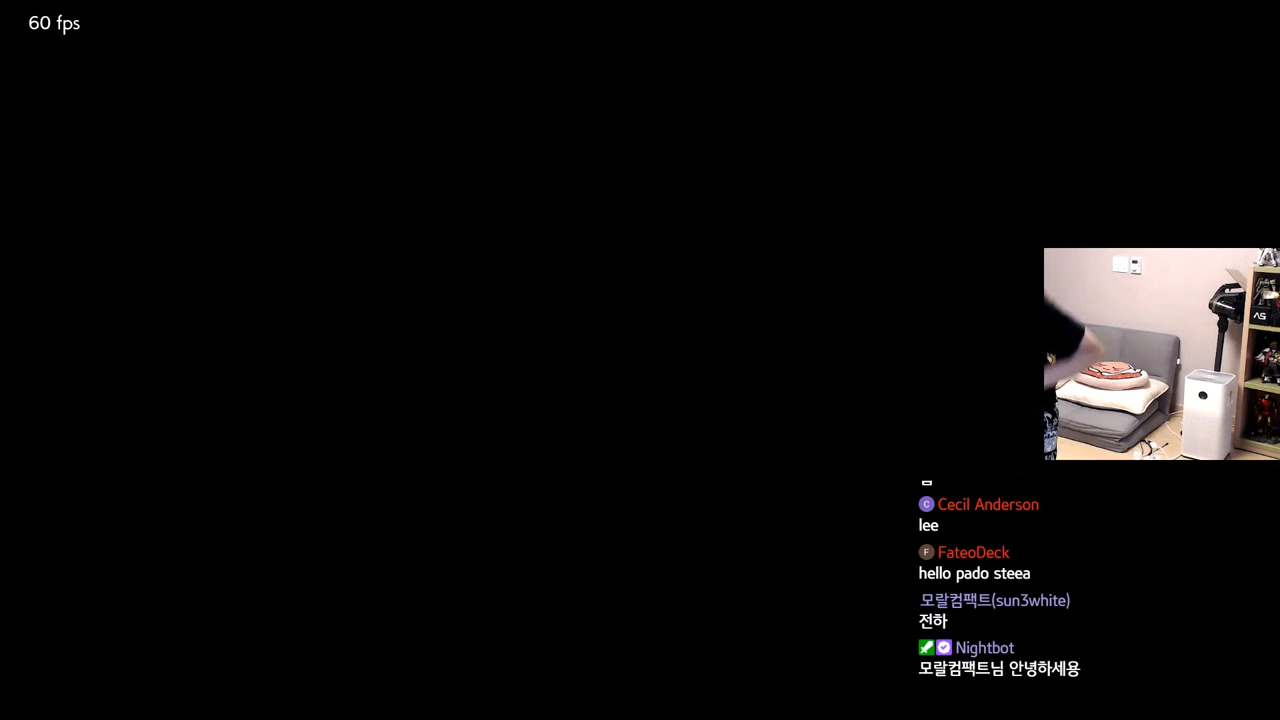 60 fps
AS
C Cecil Anderson
lee
F FateoDeck
hello pado steea
모랄컴팩트(sun3white)
전하
Nightbot
모랄컴팩트님 안녕하세용